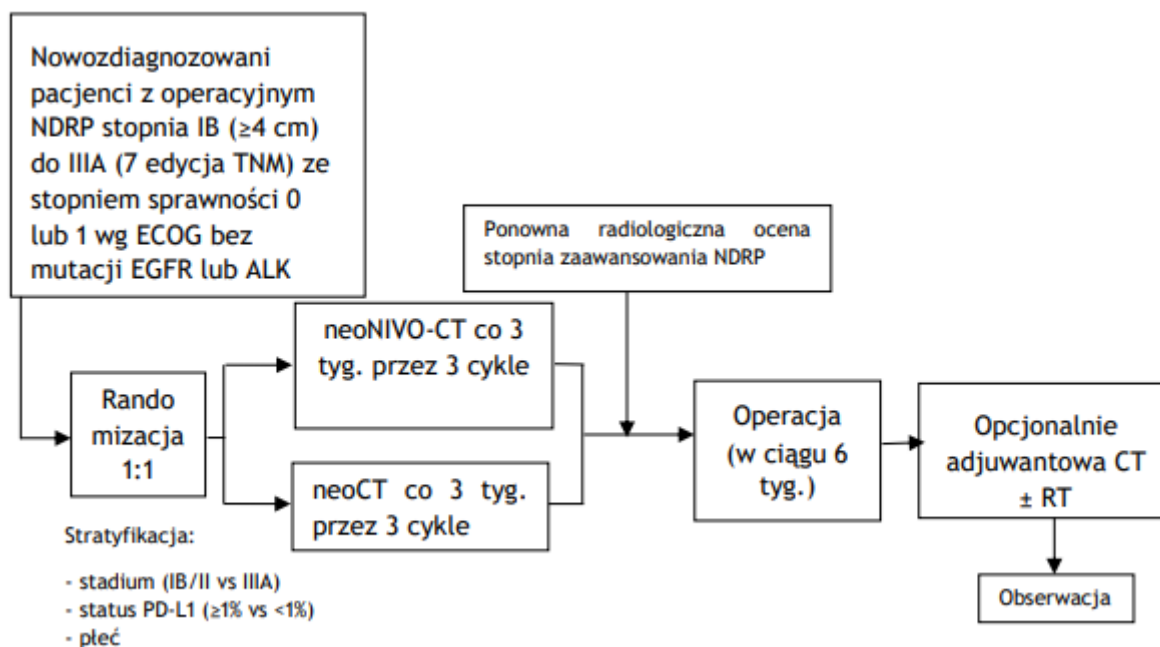 Nowozdiagnozowani
pacjenci z operacyjnym
NDRP stopnia IB (≥4 cm)
do IIIA (7 edycja TNM) ze
stopniem sprawności 0
lub 1 wg ECOG bez
mutacji EGFR lub ALK
Ponowna radiologiczna ocena
stopnia zaawansowania NDRP
Rando
mizacja
1:1
neoNIVO-CT co 3
tyg. przez 3 cykle
neoCT co 3 tyg.
przez 3 cykle
Operacja
(w ciągu 6
tyg.)
Opcjonalnie
adjuwantowa CT
± RT
Obserwacja
Stratyfikacja:
- stadium (IB/II vs IIIA)
- status PD-L1 (≥1% vs <1%)
- płeć